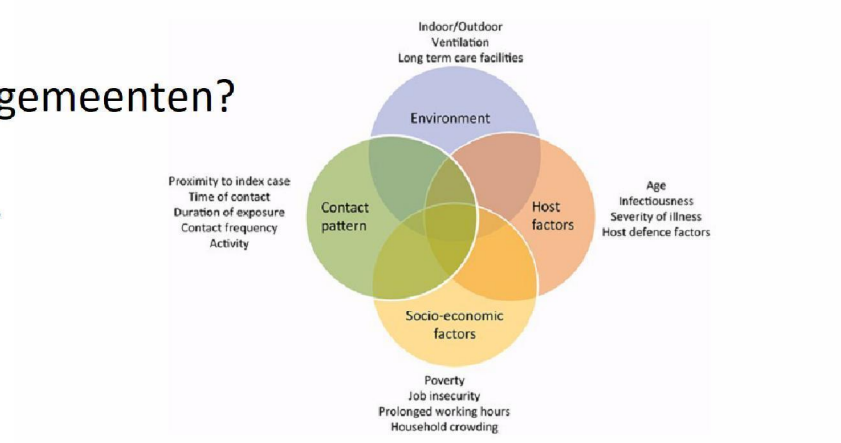 Indoor/Outdoor
Ventilation
Long term care facilities
gemeenten?
Environment
Proximity to index case
Time of contact
Duration of exposure
Contact frequency
Activity
Contact
pattern
Host
factors
Age
Infectiousness
Severity of illness
Host defence factors
Socio-economic
factors
Poverty
Job insecurity
Prolonged working hours
Household crowding